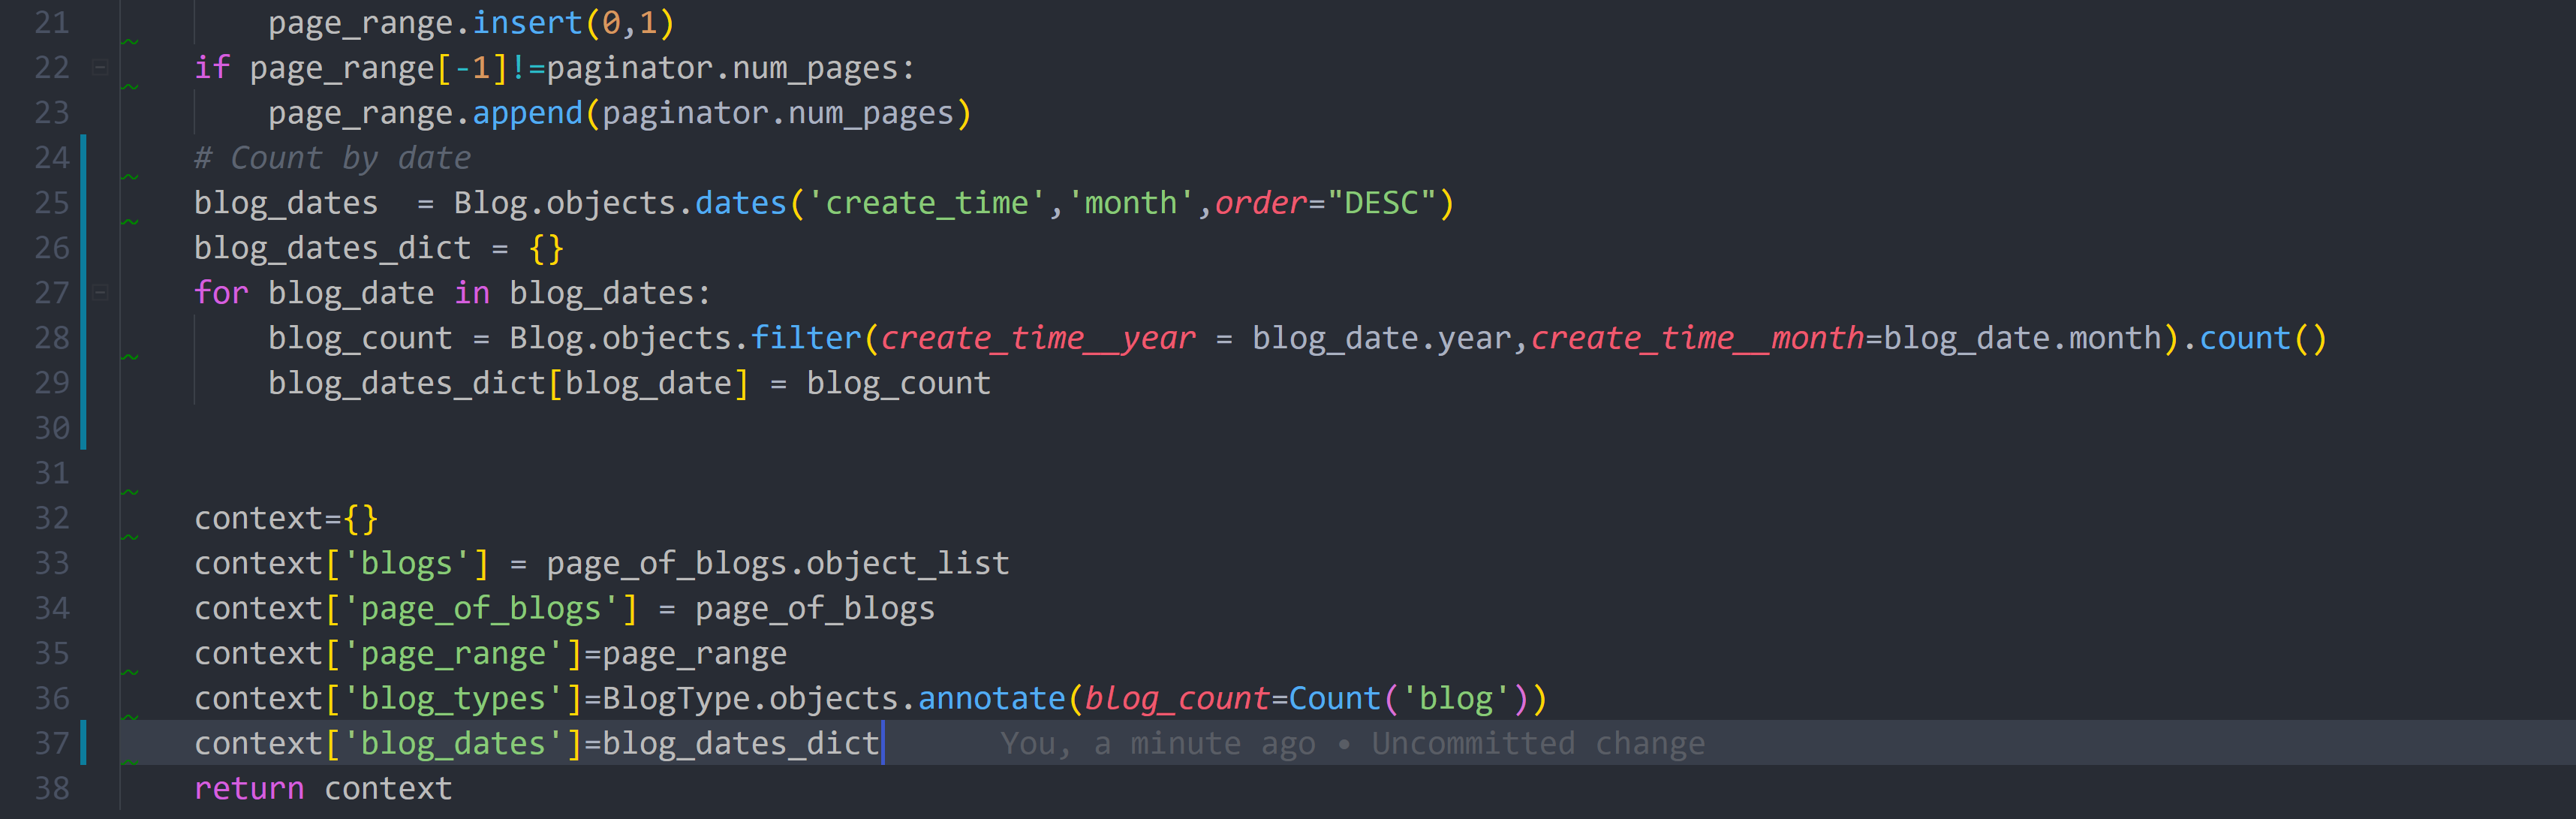 21 page_range.insert(0,1)
22 if page_range[-1]!=paginator.num_pages:
23 page_range.append(paginator.num_pages)
24 # Count by date
25 blog_dates  = Blog.objects.dates('create_time','month',order="DESC")
26 blog_dates_dict = {}
27 for blog_date in blog_dates:
28 blog_count = Blog.objects.filter(create_time__year = blog_date.year,create_time__month=blog_date.month).count()
29 blog_dates_dict[blog_date] = blog_count
30
31
32 context={}
33 context['blogs'] = page_of_blogs.object_list
34 context['page_of_blogs'] = page_of_blogs
35 context['page_range']=page_range
36 context['blog_types']=BlogType.objects.annotate(blog_count=Count('blog'))
37 context['blog_dates']=blog_dates_dict You, a minute ago • Uncommitted change
38 return context